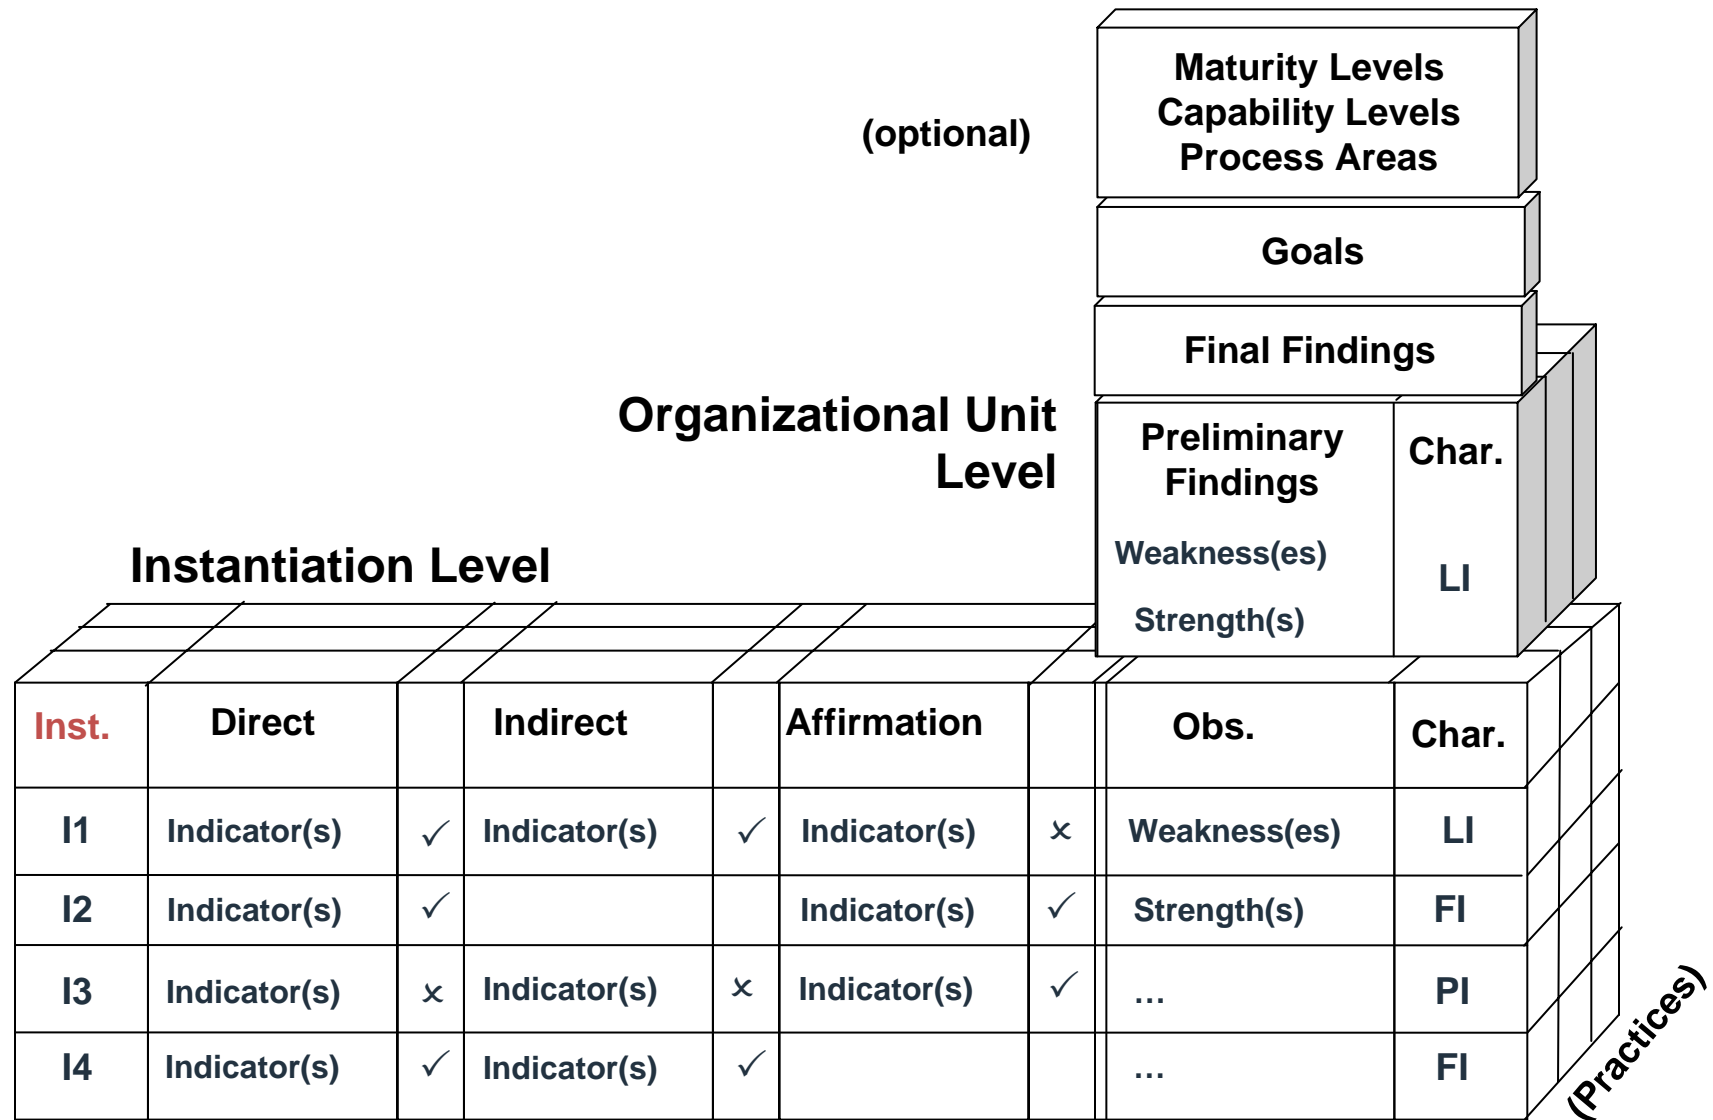 Maturity Levels
Capability Levels
Process Areas
(optional)
Goals
Final Findings
Organizational Unit
Level
Preliminary
Findings
Char.
Weakness(es)
LI
Strength(s)
Instantiation Level
Inst. Direct Indirect Affirmation Obs. Char.
I1 Indicator(s) ✓ Indicator(s) ✓ Indicator(s) × Weakness(es) LI
I2 Indicator(s) ✓ Indicator(s) ✓ Strength(s) FI
I3 Indicator(s) × Indicator(s) × Indicator(s) ✓ … PI
I4 Indicator(s) ✓ Indicator(s) ✓ … FI
(Practices)